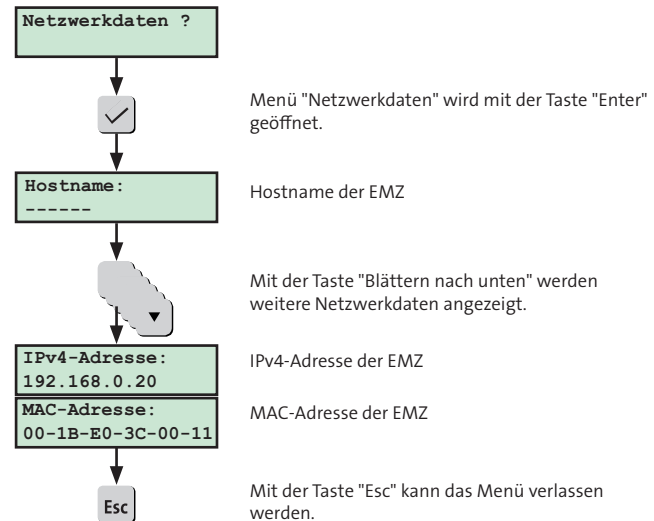 Netzwerkdaten ?
Menü "Netzwerkdaten" wird mit der Taste "Enter"
geöffnet.
Hostname:
------
Hostname der EMZ
Mit der Taste "Blättern nach unten" werden
weitere Netzwerkdaten angezeigt.
IPv4-Adresse:
192.168.0.20
IPv4-Adresse der EMZ
MAC-Adresse:
00-1B-E0-3C-00-11
MAC-Adresse der EMZ
Esc
Mit der Taste "Esc" kann das Menü verlassen
werden.